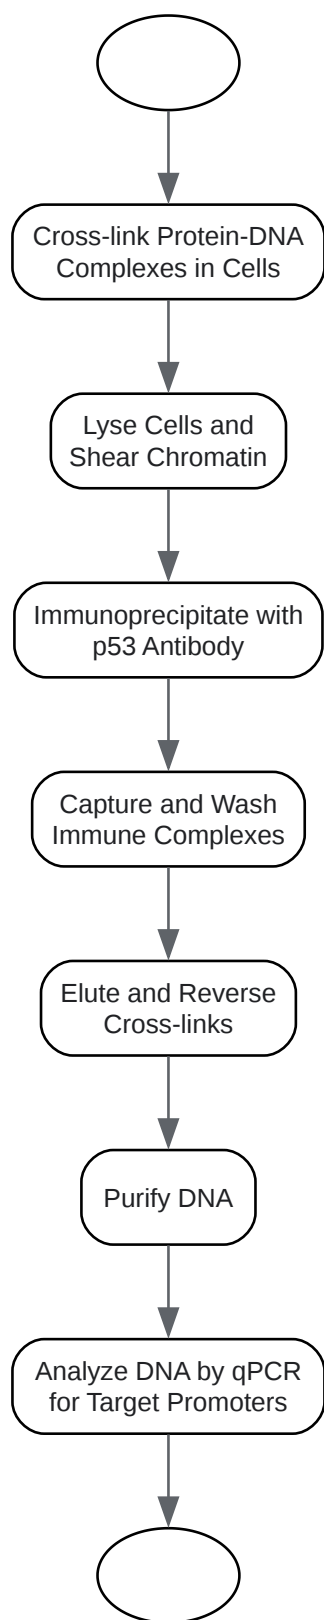 Cross-link Protein-DNA
Complexes in Cells
Lyse Cells and
Shear Chromatin
Immunoprecipitate with
p53 Antibody
Capture and Wash
Immune Complexes
Elute and Reverse
Cross-links
Purify DNA
Analyze DNA by qPCR
for Target Promoters